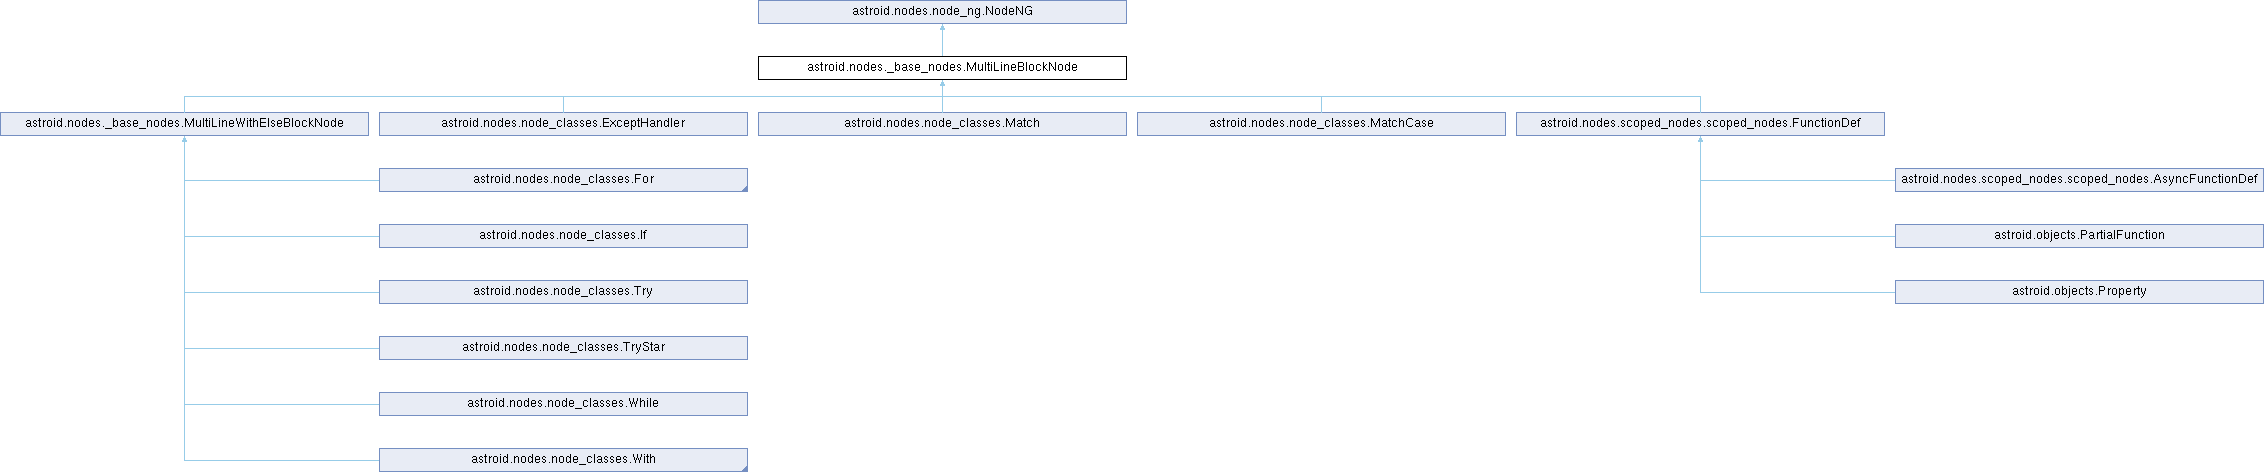 astroid.nodes.node_ng.NodeNG
astroid.nodes._base_nodes.MultiLineBlockNode
astroid.nodes._base_nodes.MultiLineWithElseBlockNode
astroid.nodes.node_classes.ExceptHandler
astroid.nodes.node_classes.Match
astroid.nodes.node_classes.MatchCase
astroid.nodes.scoped_nodes.scoped_nodes.FunctionDef
astroid.nodes.node_classes.For
astroid.nodes.scoped_nodes.scoped_nodes.AsyncFunctionDef
astroid.nodes.node_classes.If
astroid.objects.PartialFunction
astroid.nodes.node_classes.Try
astroid.objects.Property
astroid.nodes.node_classes.TryStar
astroid.nodes.node_classes.While
astroid.nodes.node_classes.With